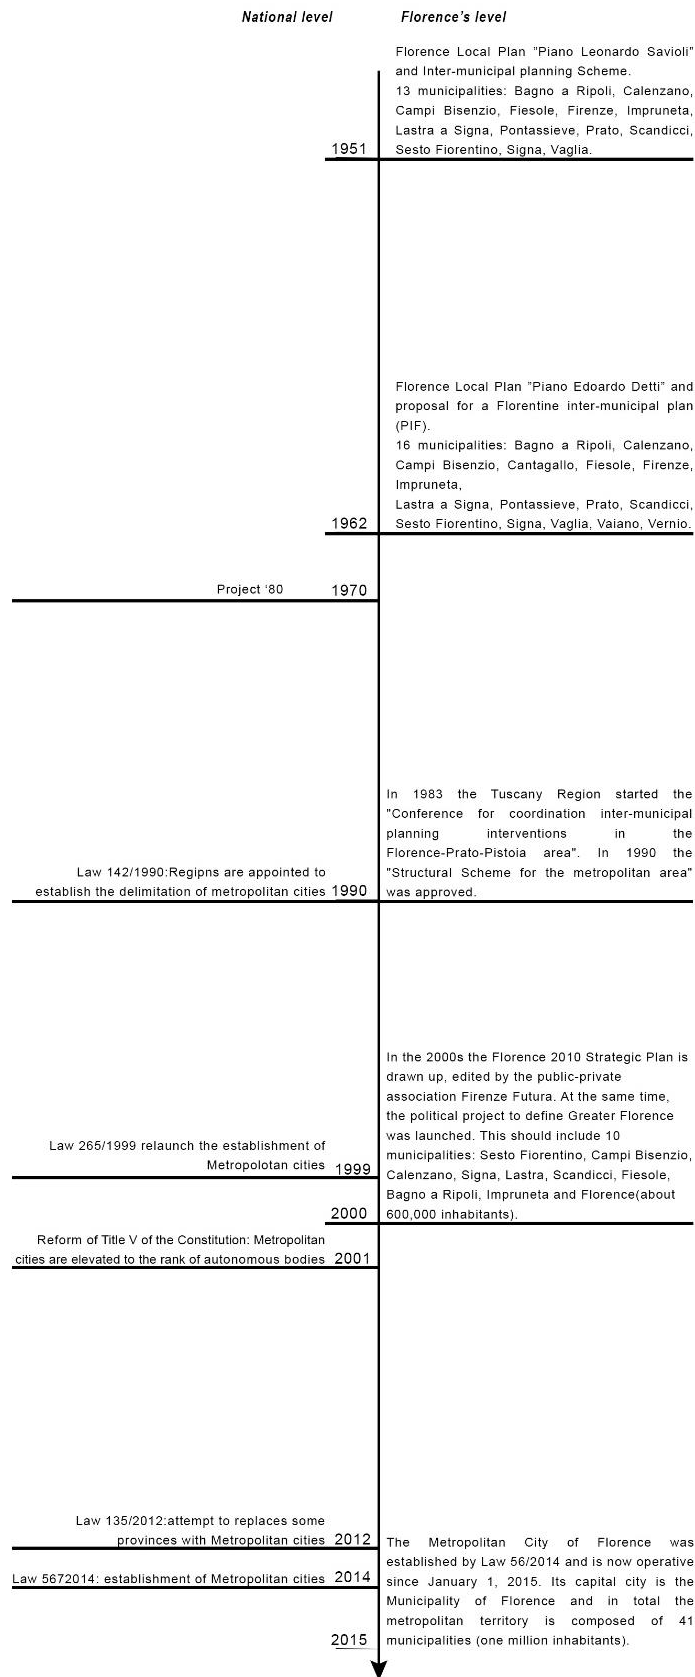 National level
Florence's level
Florence Local Plan "Piano Leonardo Savioli"
and Inter-municipal planning Scheme.
13 municipalities: Bagno a Ripoli, Calenzano,
Campi Bisenzio, Fiesole, Firenze, Impruneta,
Lastra a Signa, Pontassieve, Prato, Scandicci,
Sesto Fiorentino, Signa, Vaglia.
1951
Florence Local Plan "Piano Edoardo Detti" and
proposal for a Florentine inter-municipal plan
(PIF).
16 municipalities: Bagno a Ripoli, Calenzano,
Campi Bisenzio, Cantagallo, Fiesole, Firenze,
Impruneta,
Lastra a Signa, Pontassieve, Prato, Scandicci,
Sesto Fiorentino, Signa, Vaglia, Vaiano, Vernio.
1962
Project ‘80
1970
In 1983 the Tuscany Region started the
"Conference for coordination inter-municipal
planning interventions in the
Florence-Prato-Pistoia area". In 1990 the
"Structural Scheme for the metropolitan area"
was approved.
Law 142/1990:Regipns are appointed to
establish the delimitation of metropolitan cities
1990
In the 2000s the Florence 2010 Strategic Plan is
drawn up, edited by the public-private
association Firenze Futura. At the same time,
the political project to define Greater Florence
was launched. This should include 10
municipalities: Sesto Fiorentino, Campi Bisenzio,
Calenzano, Signa, Lastra, Scandicci, Fiesole,
Bagno a Ripoli, Impruneta and Florence(about
600,000 inhabitants).
Law 265/1999 relaunch the establishment of
Metropolotan cities
1999
2000
Reform of Title V of the Constitution: Metropolitan
cities are elevated to the rank of autonomous bodies
2001
Law 135/2012:attempt to replaces some
provinces with Metropolitan cities
2012
Law 5672014: establishment of Metropolitan cities
2014
The Metropolitan City of Florence was
established by Law 56/2014 and is now operative
since January 1, 2015. Its capital city is the
Municipality of Florence and in total the
metropolitan territory is composed of 41
municipalities (one million inhabitants).
2015